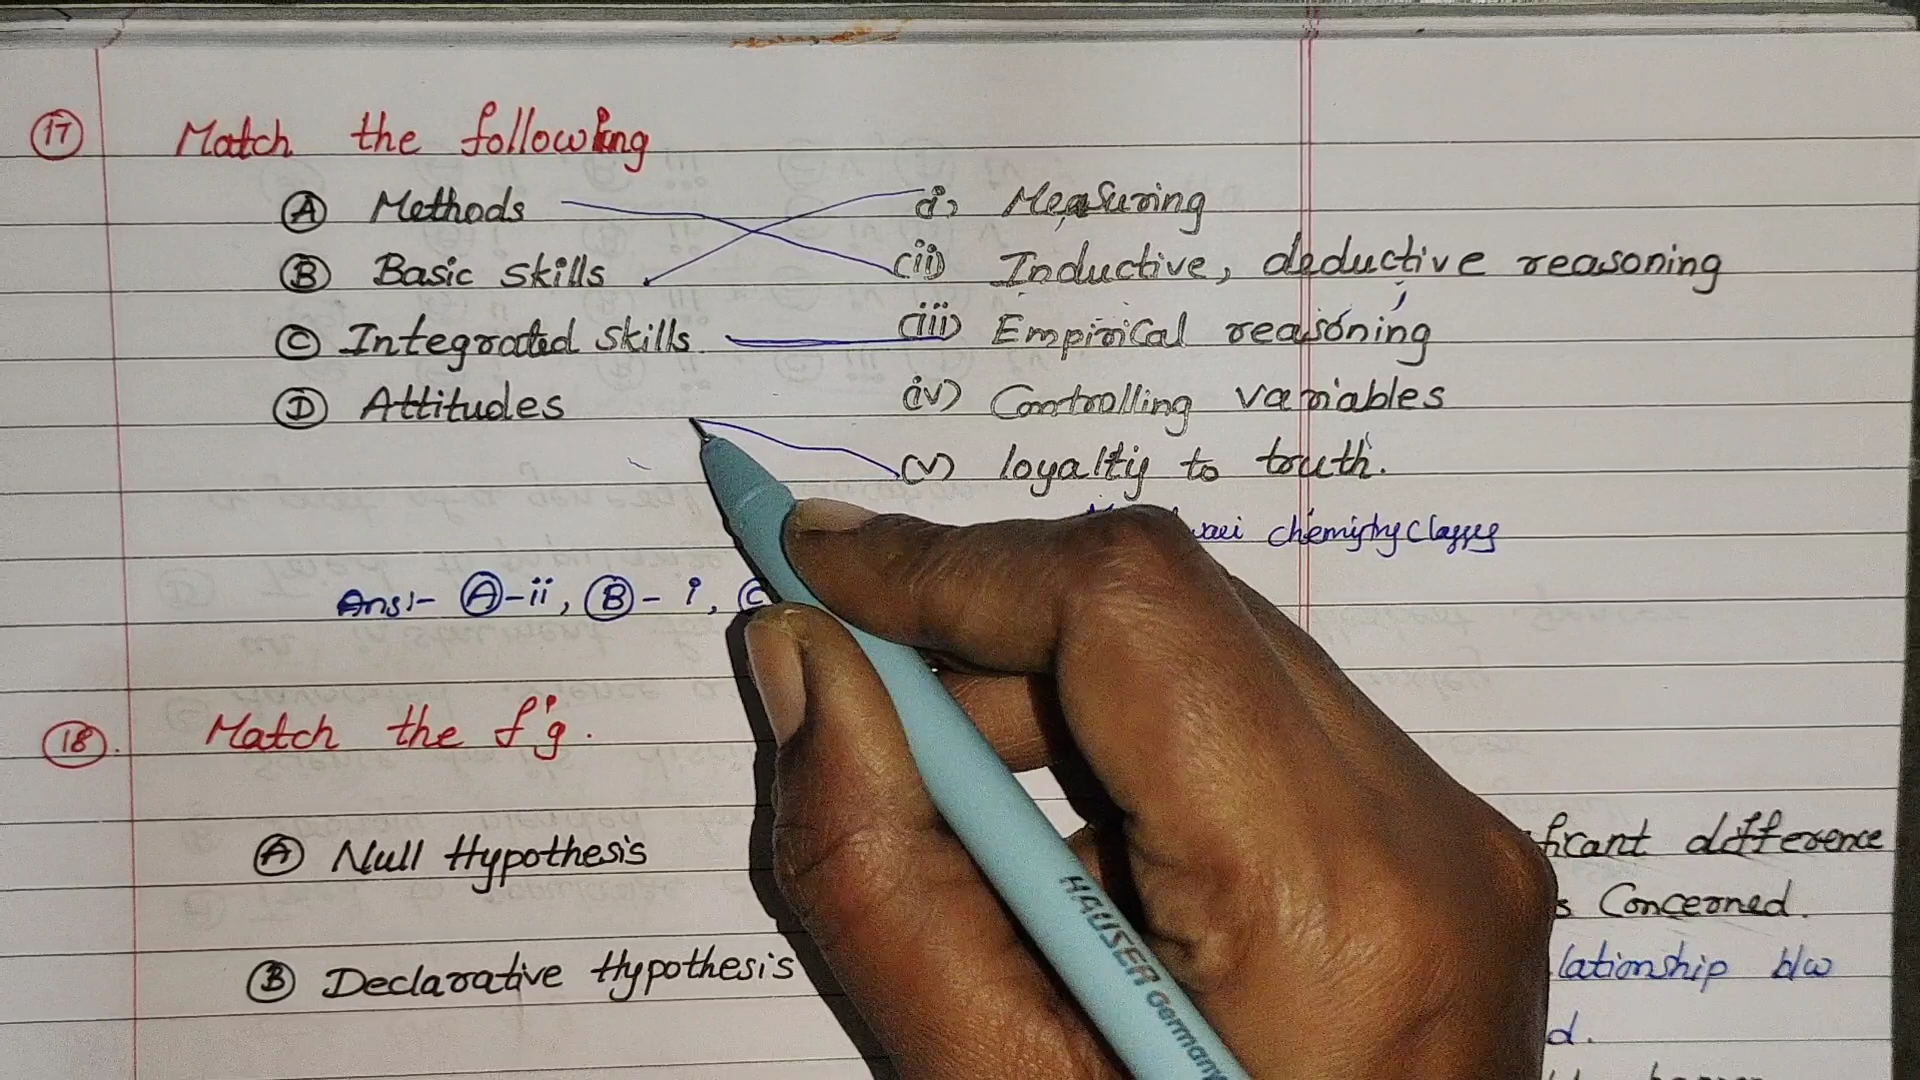 17 Match the following
A Methods i) Measuring
B Basic skills (ii) Inductive, deductive reasoning
C Integrated skills (iii) Empirical reasoning
D Attitudes (iv) Controlling variables
(v) loyalty to truth.
chemistry classes
Ans:- A-ii, B- i, C
18. Match the f'g.
A Null Hypothesis difference
Concerned.
B Declarative Hypothesis b/w
d.
HAUSER Germany